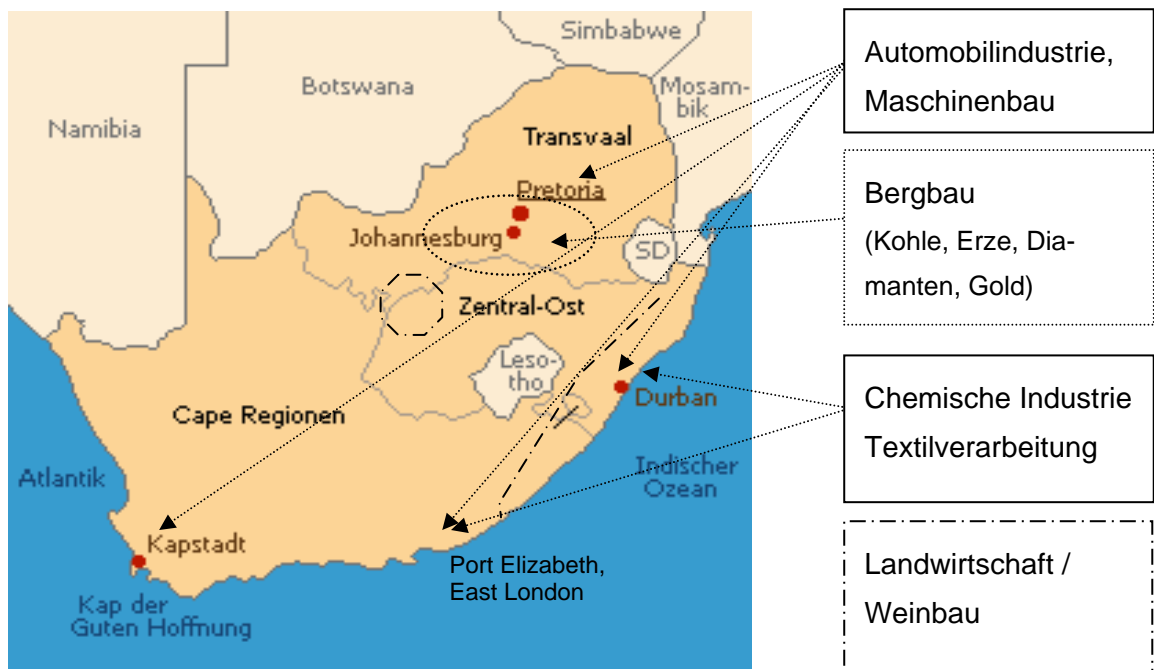 Simbabwe
Botswana
Mosam-
bik
Namibia
Transvaal
Pretoria
Johannesburg
SD
Zentral-Ost
Leso-
tho
Durban
Cape Regionen
Atlantik
Indischer
Ozean
Kapstadt
Port Elizabeth,
East London
Kap der
Guten Hoffnung
Automobilindustrie,
Maschinenbau
Bergbau
(Kohle, Erze, Dia-
manten, Gold)
Chemische Industrie
Textilverarbeitung
Landwirtschaft /
Weinbau